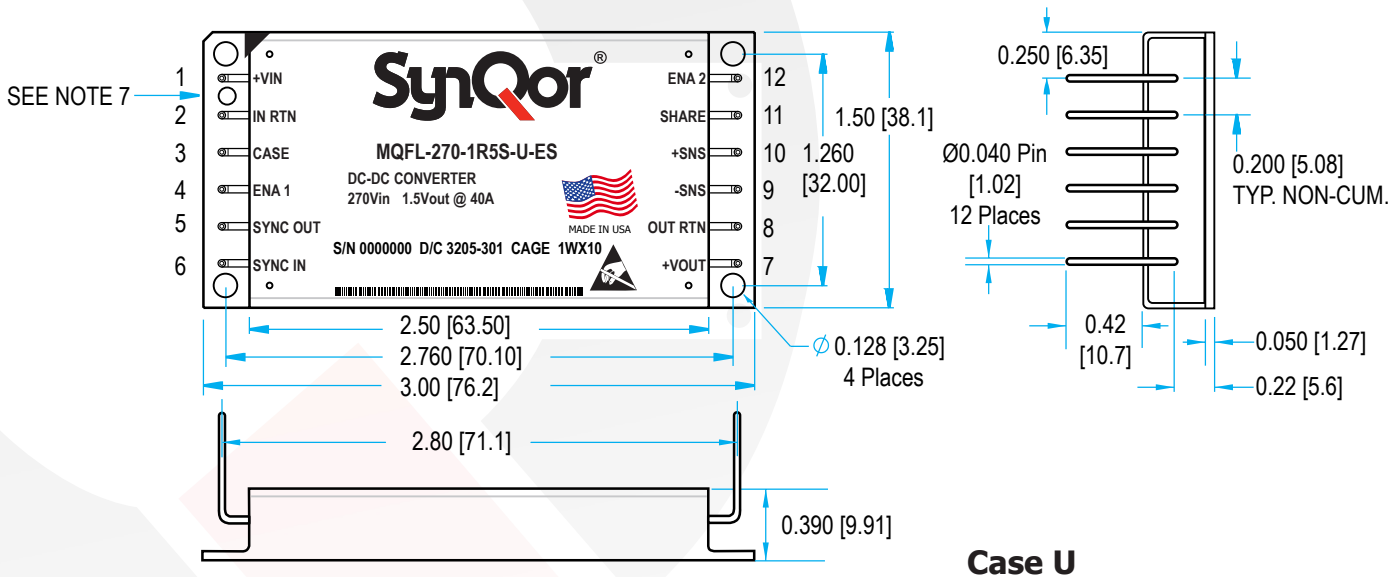 SynQor®
SEE NOTE 7
1 +VIN
2 IN RTN
3 CASE
4 ENA 1
5 SYNC OUT
6 SYNC IN
MQFL-270-1R5S-U-ES
DC-DC CONVERTER
270Vin 1.5Vout @ 40A
MADE IN USA
S/N 0000000 D/C 3205-301 CAGE 1WX10
ENA 2 12
SHARE 11
+SNS 10
-SNS 9
OUT RTN 8
+VOUT 7
1.50 [38.1]
1.260
[32.00]
2.50 [63.50]
2.760 [70.10]
3.00 [76.2]
Ø 0.128 [3.25]
4 Places
0.250 [6.35]
Ø0.040 Pin
[1.02]
12 Places
0.200 [5.08]
TYP. NON-CUM.
0.42
[10.7]
0.050 [1.27]
0.22 [5.6]
2.80 [71.1]
0.390 [9.91]
Case U